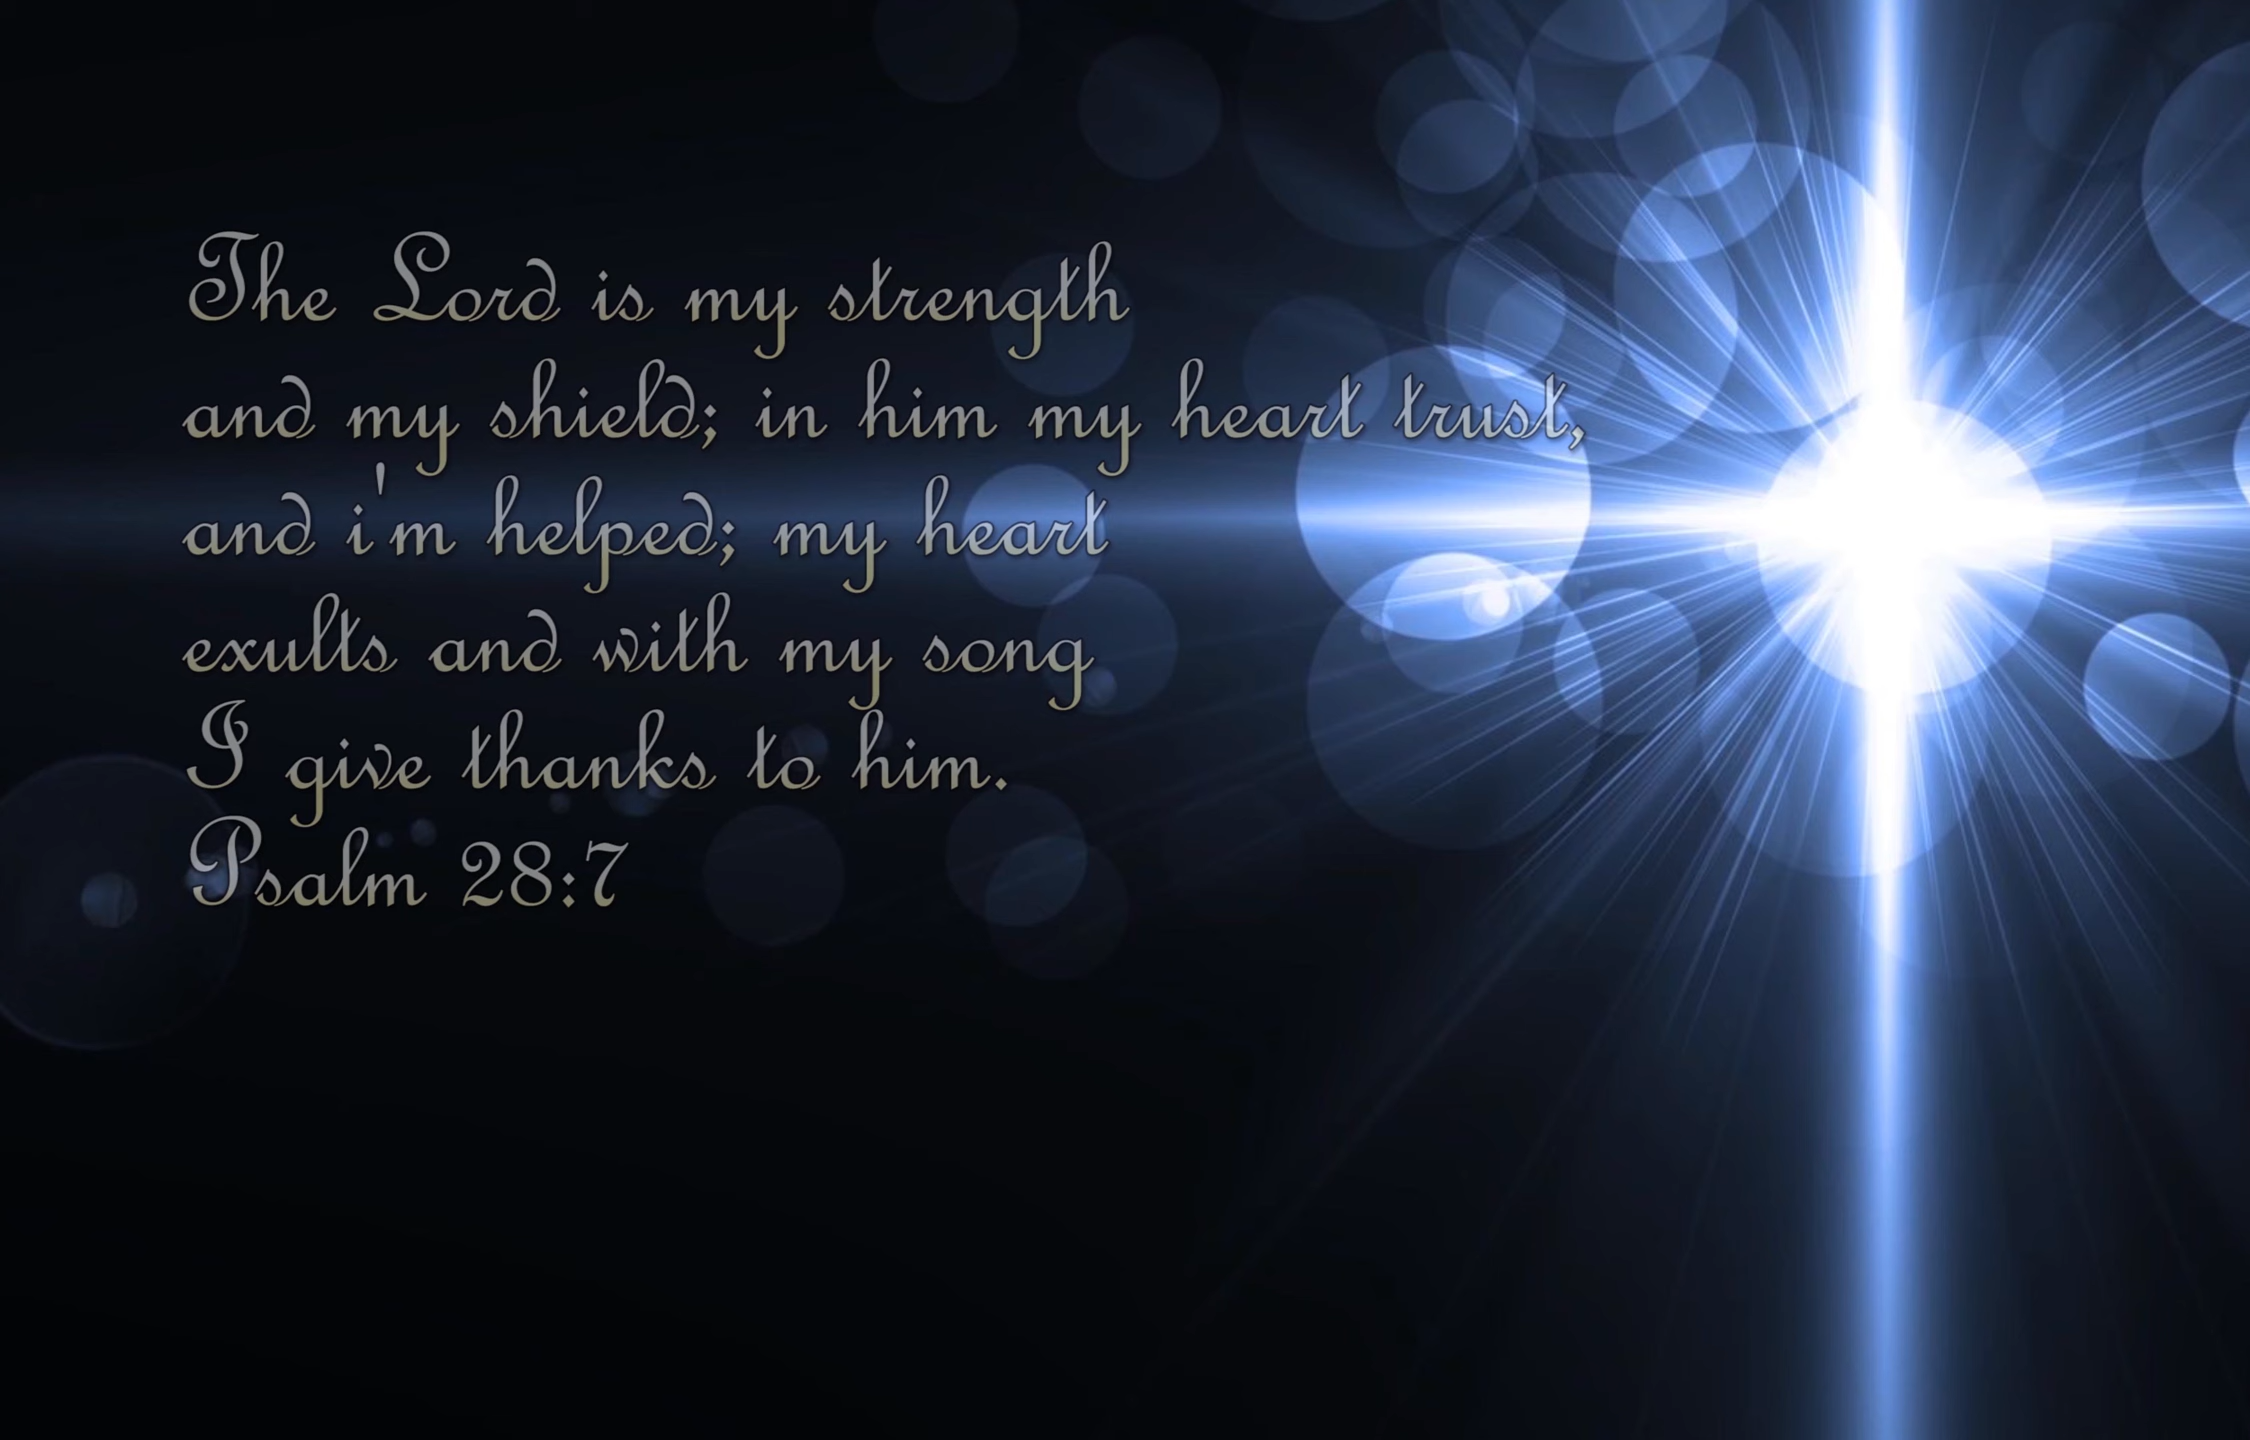 The Lord is my strength
and my shield; in him my heart trust,
and i'm helped; my heart
exults and with my song
I give thanks to him.
Psalm 28:7